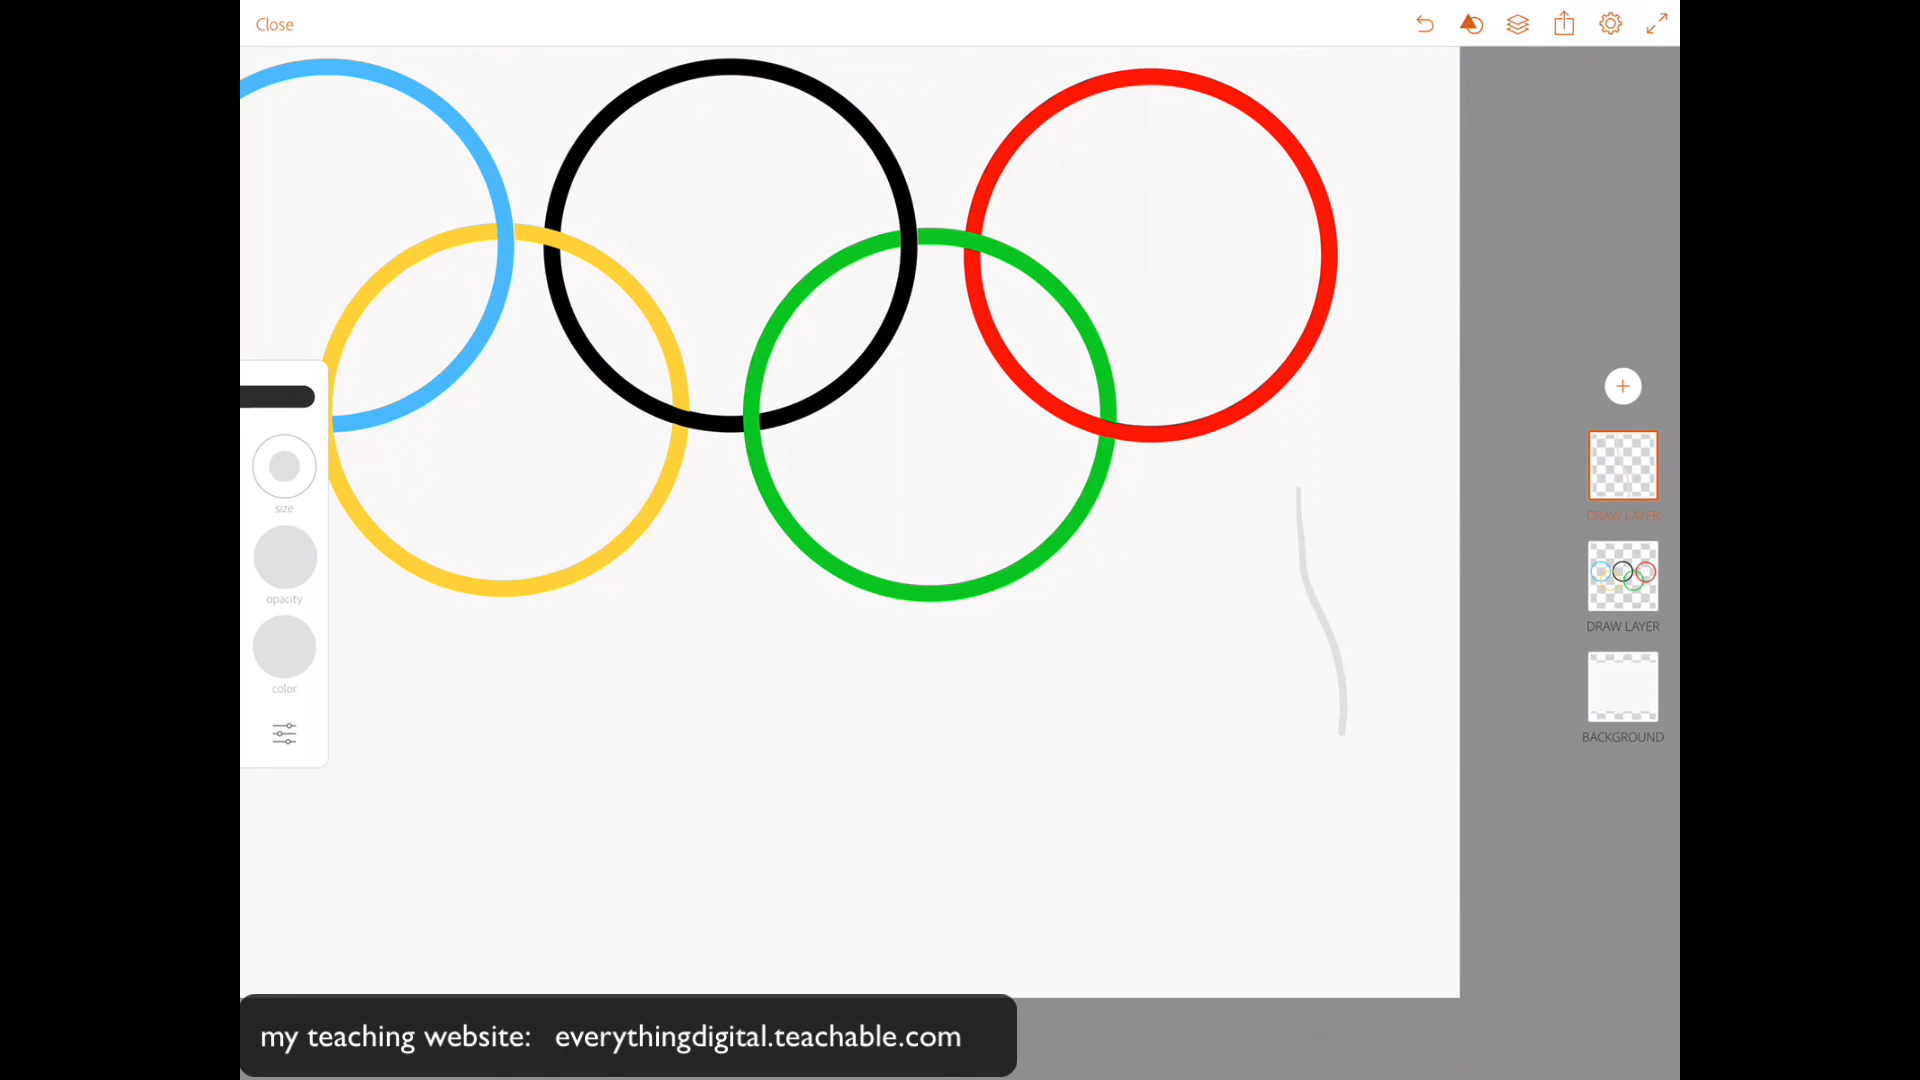 Close
size
opacity
color
DRAW LAYER
DRAW LAYER
BACKGROUND
my teaching website: everythingdigital.teachable.com